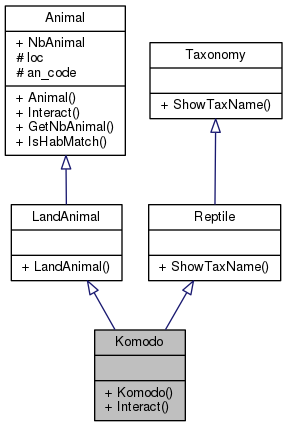 Animal
+ NbAnimal
# loc
# an_code
+ Animal()
+ Interact()
+ GetNbAnimal()
+ IsHabMatch()
Taxonomy
+ ShowTaxName()
LandAnimal
+ LandAnimal()
Reptile
+ ShowTaxName()
Komodo
+ Komodo()
+ Interact()